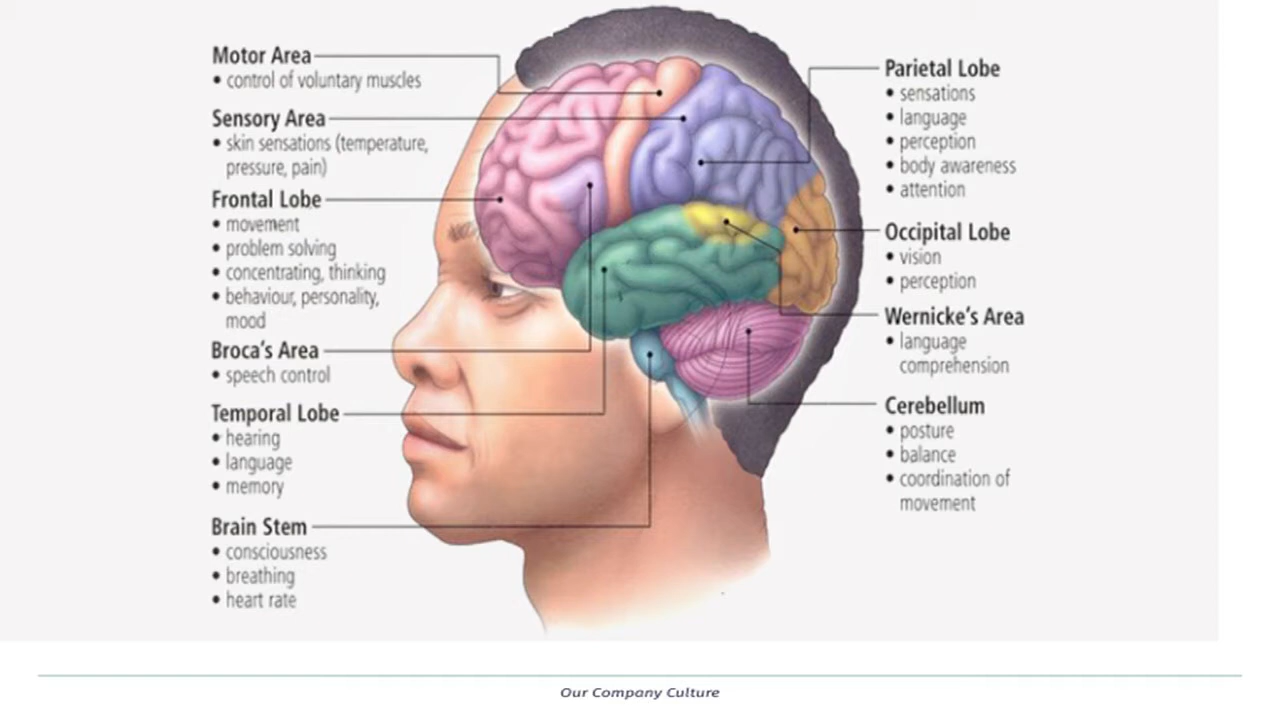 Motor Area
• control of voluntary muscles
Sensory Area
• skin sensations (temperature,
pressure, pain)
Frontal Lobe
• movement
• problem solving
• concentrating, thinking
• behaviour, personality,
mood
Broca's Area
• speech control
Temporal Lobe
• hearing
• language
• memory
Brain Stem
• consciousness
• breathing
• heart rate
Parietal Lobe
• sensations
• language
• perception
• body awareness
• attention
Occipital Lobe
• vision
• perception
Wernicke's Area
• language
comprehension
Cerebellum
• posture
• balance
• coordination of
movement
Our Company Culture